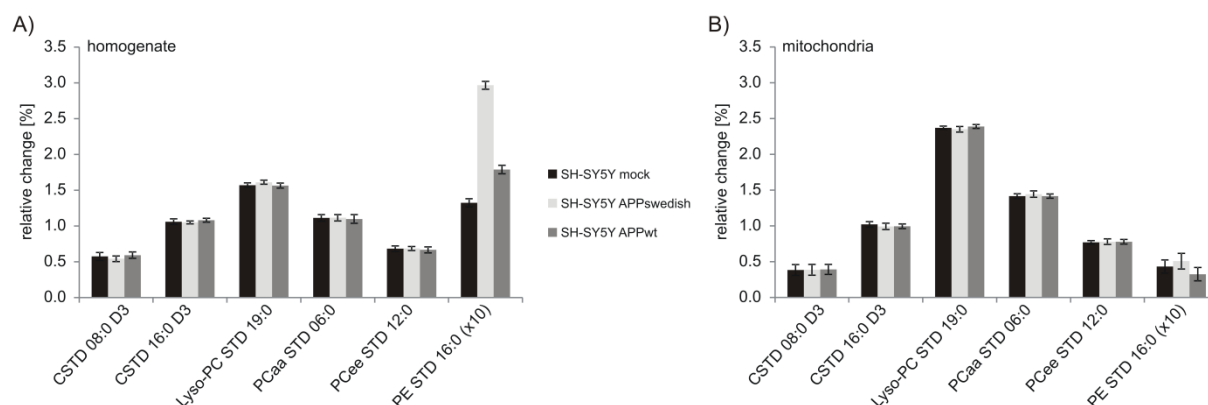 A)
homogenate
relative change [%]
3.5
3.0
2.5
2.0
1.5
1.0
0.5
0.0
CSTD 08:0 D3
CSTD 16:0 D3
Lyso-PC STD 19:0
PCaa STD 06:0
PCee STD 12:0
PE STD 16:0 (x10)
SH-SY5Y mock
SH-SY5Y APPswedish
SH-SY5Y APPwt
B)
mitochondria
relative change [%]
3.5
3.0
2.5
2.0
1.5
1.0
0.5
0.0
CSTD 08:0 D3
CSTD 16:0 D3
Lyso-PC STD 19:0
PCaa STD 06:0
PCee STD 12:0
PE STD 16:0 (x10)